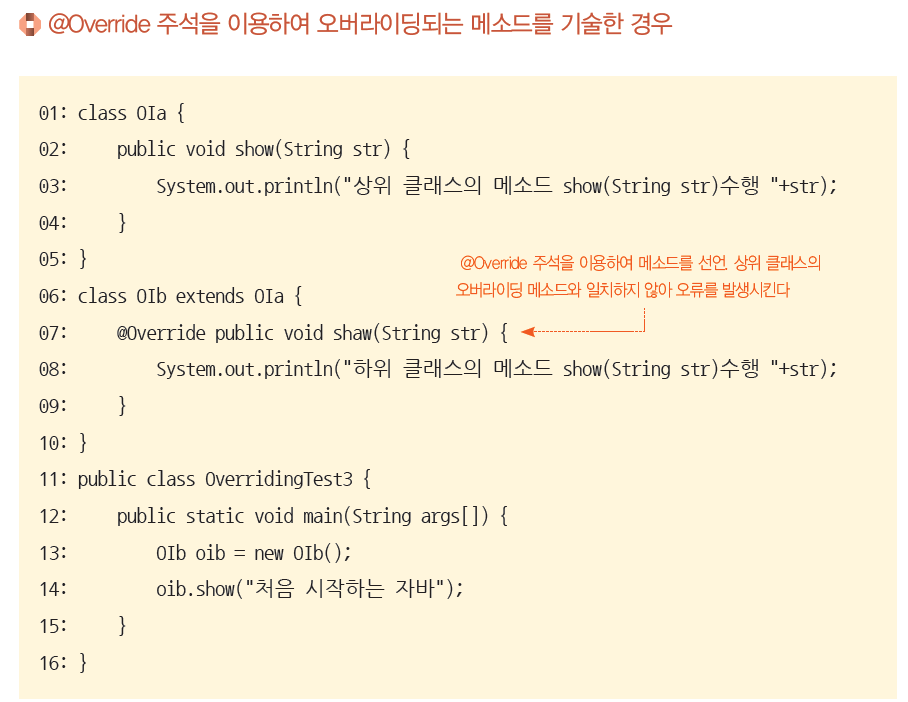 @Override 주석을 이용하여 오버라이딩되는 메소드를 기술한 경우
01: class OIa {
02:     public void show(String str) {
03:         System.out.println("상위 클래스의 메소드 show(String str)수행 "+str);
04:     }
05: }
@Override 주석을 이용하여 메소드를 선언. 상위 클래스의
오버라이딩 메소드와 일치하지 않아 오류를 발생시킨다
06: class OIb extends OIa {
07:     @Override public void shaw(String str) {
08:         System.out.println("하위 클래스의 메소드 show(String str)수행 "+str);
09:     }
10: }
11: public class OverridingTest3 {
12:     public static void main(String args[]) {
13:         OIb oib = new OIb();
14:         oib.show("처음 시작하는 자바");
15:     }
16: }